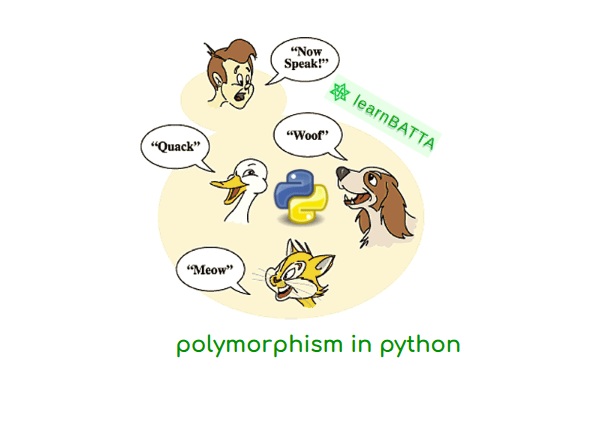 “Now
Speak!”
learnBATTA
“Quack”
“Woof”
“Meow”
polymorphism in python